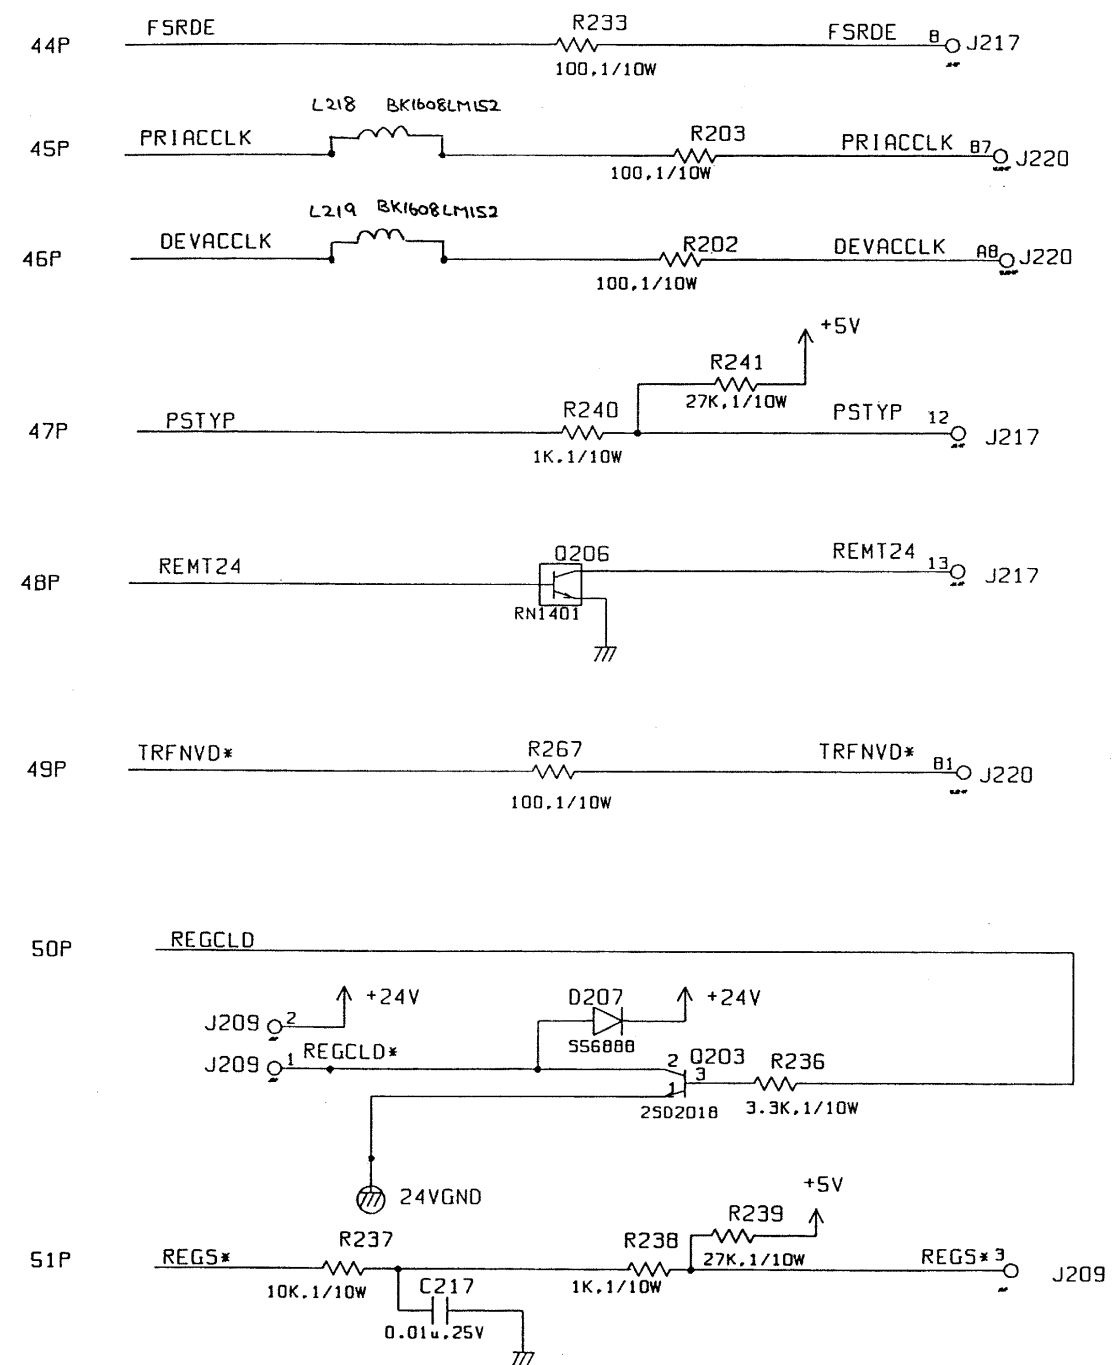 44P FSRDE R233 100,1/10W FSRDE 8 J217
L218 BK1608LM152
45P PRIACCLK R203 100,1/10W PRIACCLK B7 J220
L219 BK1608LM152
46P DEVACCLK R202 100,1/10W DEVACCLK A8 J220
+5V
R241
27K,1/10W
47P PSTYP R240 1K,1/10W PSTYP 12 J217
48P REMT24 Q206 RN1401 REMT24 13 J217
49P TRFNVD* R267 100,1/10W TRFNVD* B1 J220
50P REGCLD
J209 2 +24V D207 SS6888 +24V
J209 1 REGCLD* 2 Q203 3 1 2SD2018 R236 3.3K,1/10W
24VGND
+5V
R239
27K,1/10W
51P REGS* R237 10K,1/10W R238 1K,1/10W REGS* 3 J209
C217
0.01u,25V